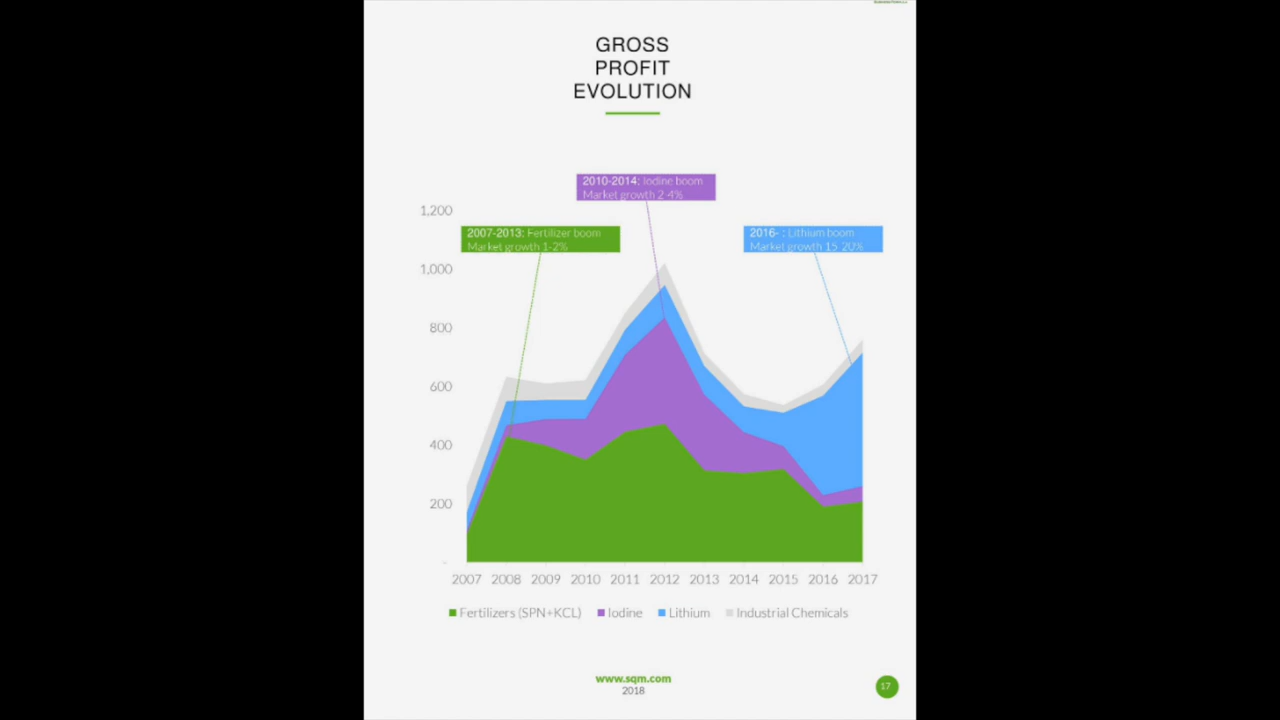 GROSS
PROFIT
EVOLUTION
2010-2014: Iodine boom
Market growth 2-4%
1,200
2007-2013: Fertilizer boom
Market growth 1-2%
2016- : Lithium boom
Market growth 15-20%
1,000
800
600
400
200
-
2007 2008 2009 2010 2011 2012 2013 2014 2015 2016 2017
Fertilizers (SPN+KCL) Iodine Lithium Industrial Chemicals
www.sqm.com
2018
17